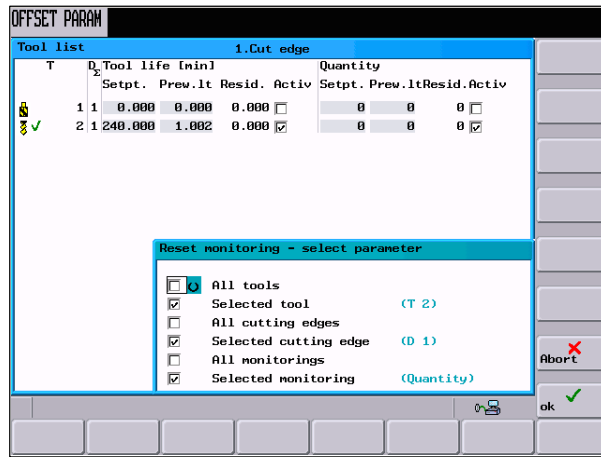 OFFSET PARAM
Tool list 1.Cut edge
T D Σ Tool life [min] Quantity
Setpt. Prew.lt Resid. Activ Setpt. Prew.lt Resid. Activ
1 1 0.000 0.000 0.000 0 0 0
2 1 240.000 1.002 0.000 0 0 0
Reset monitoring - select parameter
All tools
Selected tool (T 2)
All cutting edges
Selected cutting edge (D 1)
All monitorings
Selected monitoring (Quantity)
Abort
ok